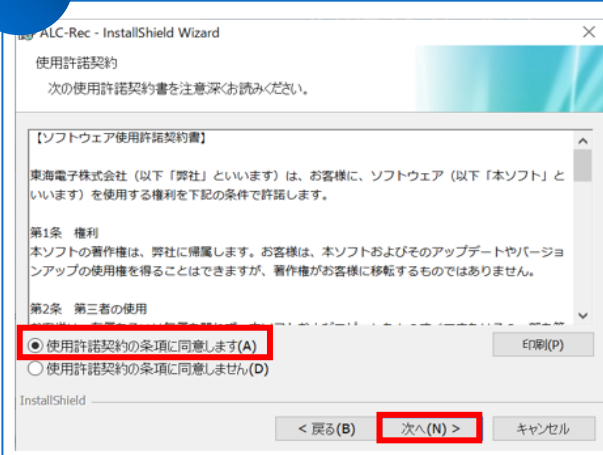 ALC-Rec - InstallShield Wizard
使用許諾契約
次の使用許諾契約書を注意深くお読みください。
【ソフトウェア使用許諾契約書】
東海電子株式会社（以下「弊社」といいます）は、お客様に、ソフトウェア（以下「本ソフト」と
いいます）を使用する権利を下記の条件で許諾します。
第1条　権利
本ソフトの著作権は、弊社に帰属します。お客様は、本ソフトおよびそのアップデートやバージョ
ンアップの使用権を得ることはできますが、著作権がお客様に移転するものではありません。
第2条　第三者の使用
使用許諾契約の条項に同意します(A)
印刷(P)
使用許諾契約の条項に同意しません(D)
InstallShield
< 戻る(B)
次へ(N) >
キャンセル